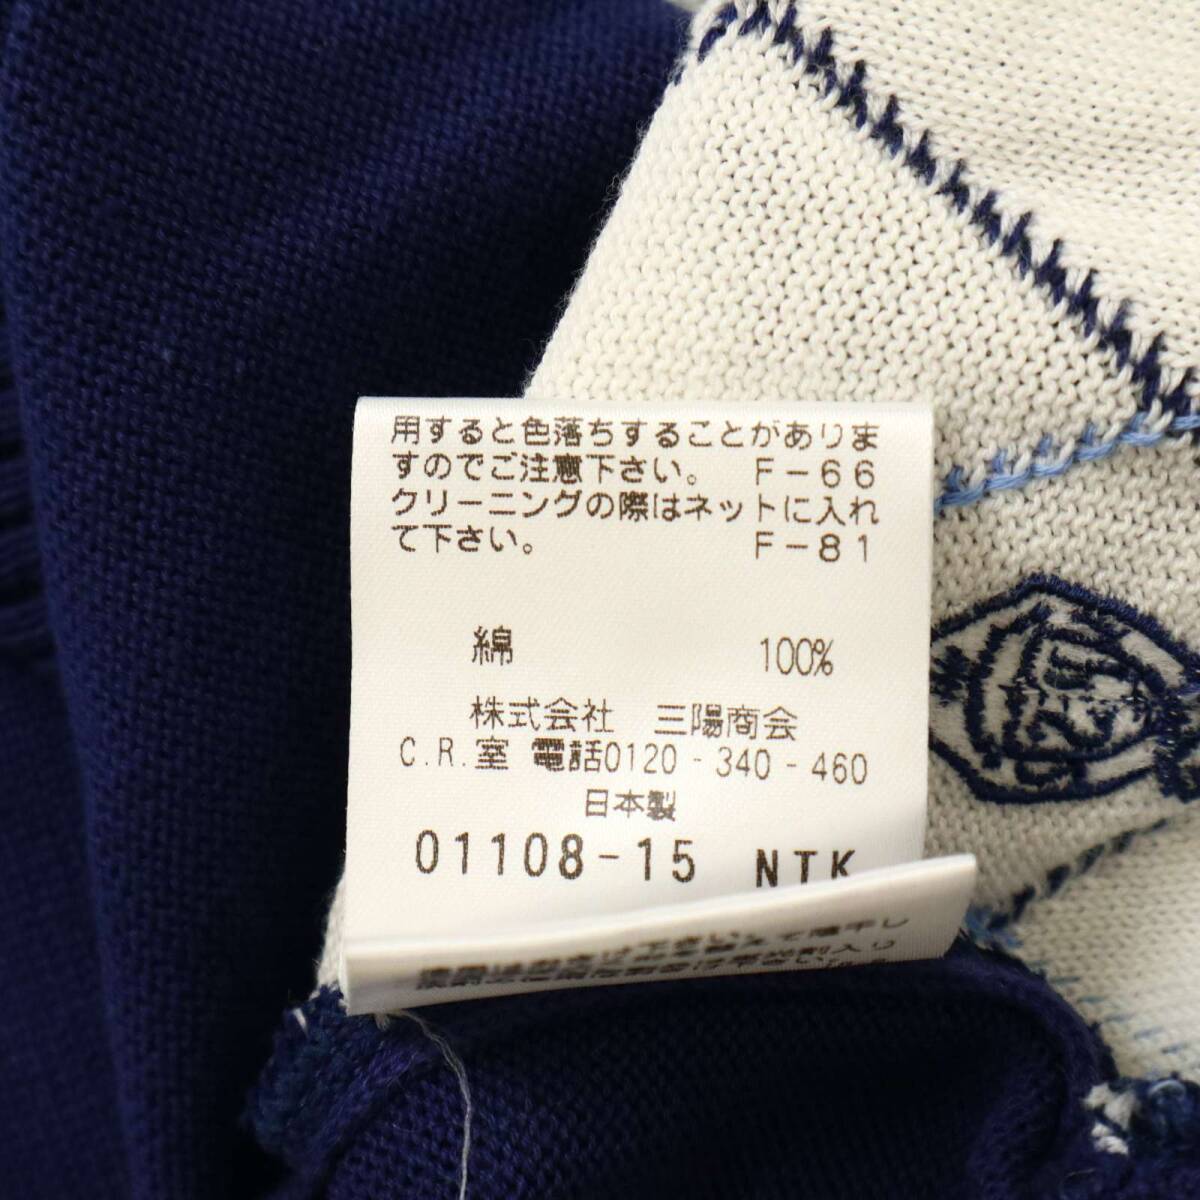 用すると色落ちすることがありま
すのでご注意下さい。 F-66
クリーニングの際はネットに入れ
て下さい。 F-81
綿 100%
株式会社 三陽商会
C.R.室 電話0120-340-460
日本製
01108-15 NTK